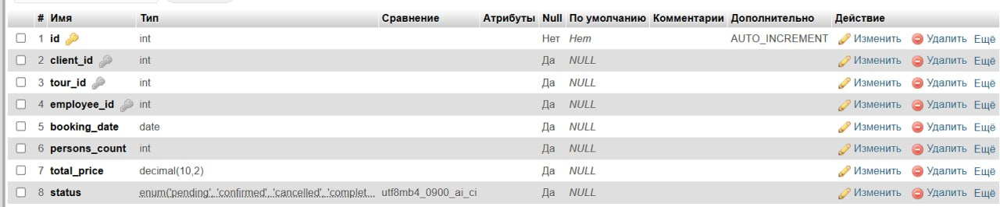 # Имя Тип Сравнение Атрибуты Null По умолчанию Комментарии Дополнительно Действие
1 id int Нет Нет AUTO_INCREMENT Изменить Удалить Ещё
2 client_id int Да NULL Изменить Удалить Ещё
3 tour_id int Да NULL Изменить Удалить Ещё
4 employee_id int Да NULL Изменить Удалить Ещё
5 booking_date date Да NULL Изменить Удалить Ещё
6 persons_count int Да NULL Изменить Удалить Ещё
7 total_price decimal(10,2) Да NULL Изменить Удалить Ещё
8 status enum('pending', 'confirmed', 'cancelled', 'complet... utf8mb4_0900_ai_ci Да NULL Изменить Удалить Ещё